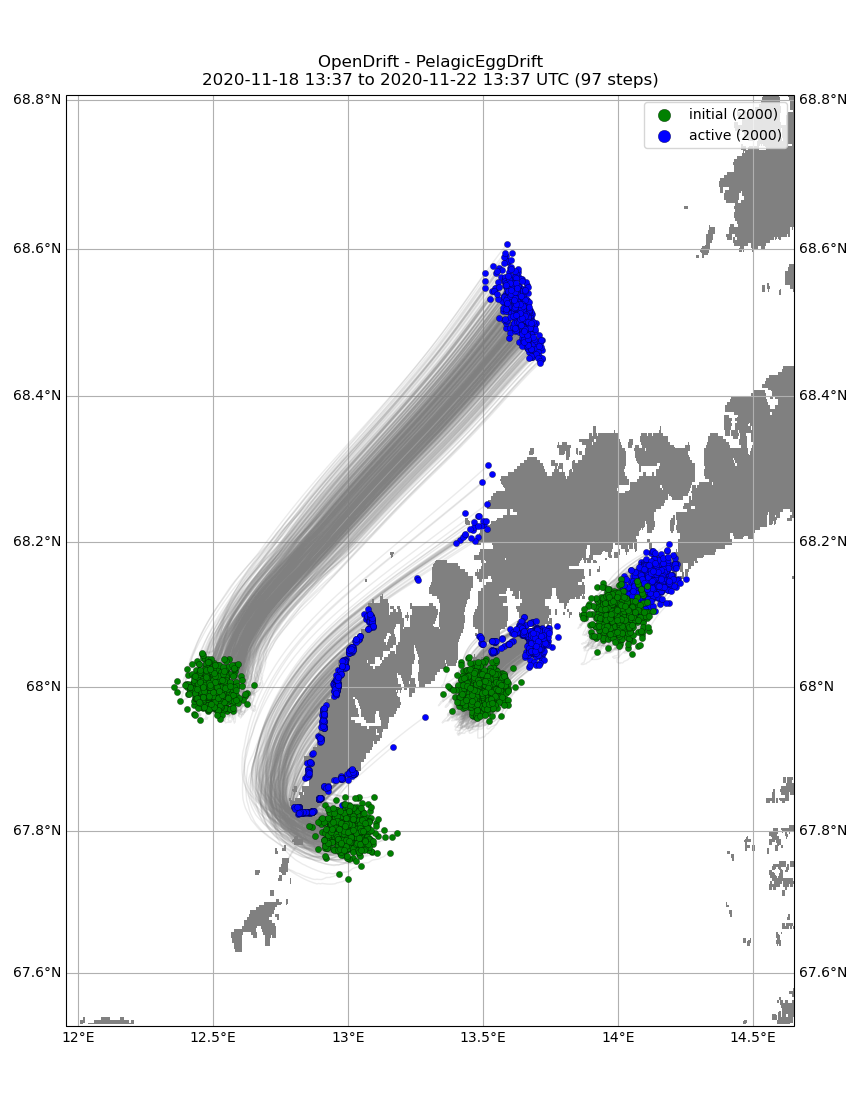 OpenDrift - PelagicEggDrift
2020-11-18 13:37 to 2020-11-22 13:37 UTC (97 steps)
68.8°N
68.8°N
initial (2000)
active (2000)
68.6°N
68.6°N
68.4°N
68.4°N
68.2°N
68.2°N
68°N
68°N
67.8°N
67.8°N
67.6°N
67.6°N
12°E
12.5°E
13°E
13.5°E
14°E
14.5°E